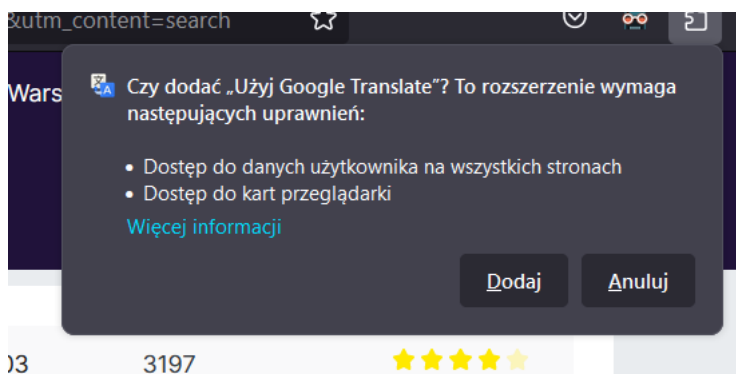 &utm_content=search
Wars
Czy dodać „Użyj Google Translate”? To rozszerzenie wymaga
następujących uprawnień:
• Dostęp do danych użytkownika na wszystkich stronach
• Dostęp do kart przeglądarki
Więcej informacji
Dodaj Anuluj
03 3197